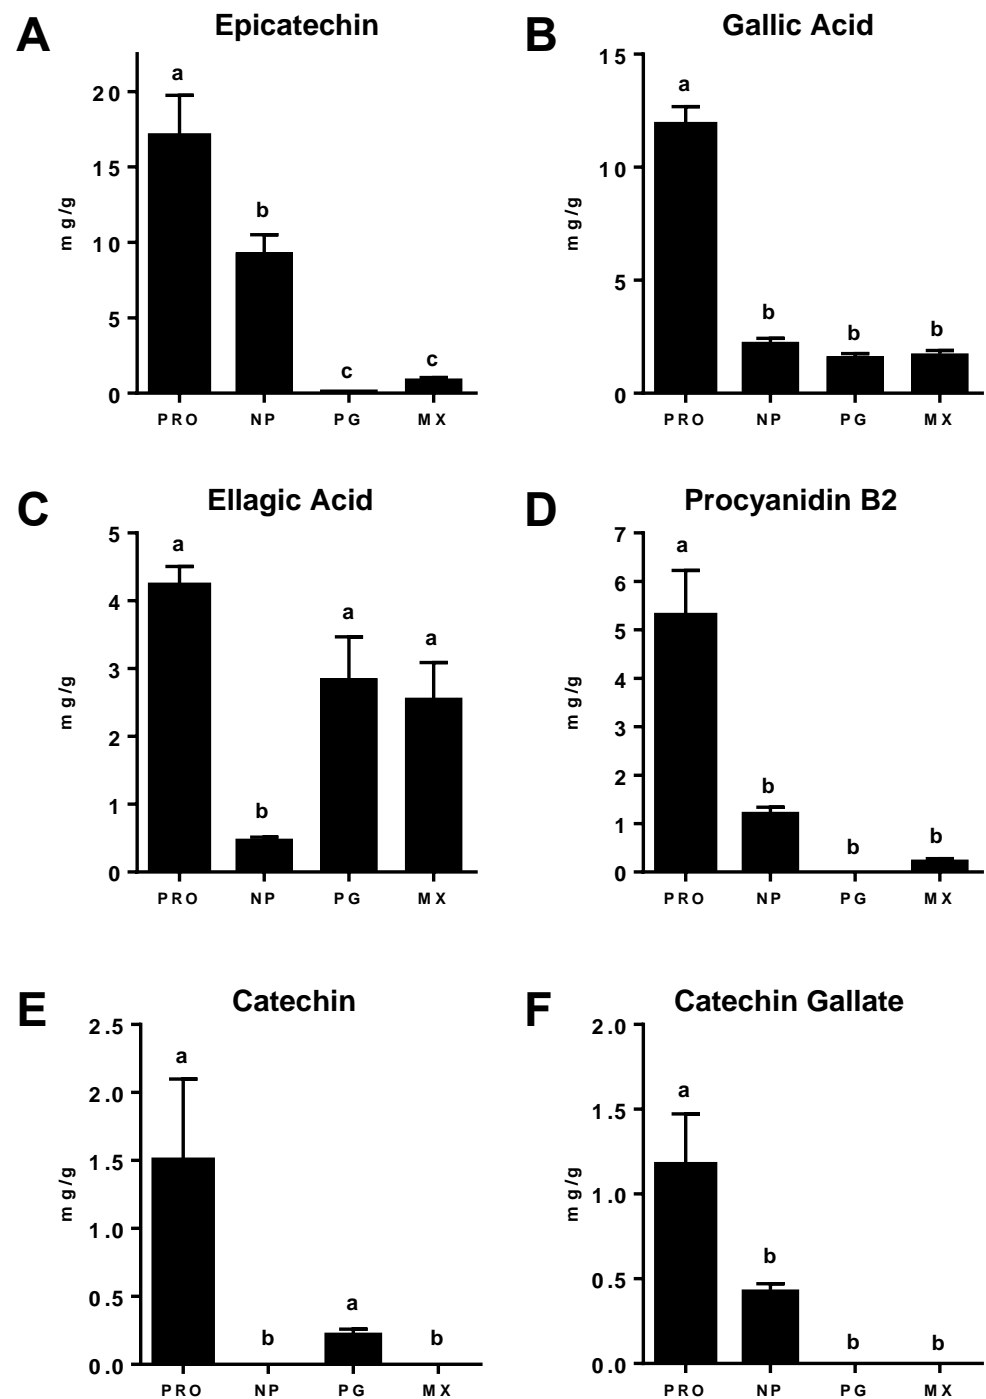 A
Epicatechin
20
15
10
5
0
mg/g
a
b
c
c
PRO NP PG MX
B
Gallic Acid
15
10
5
0
mg/g
a
b
b
b
PRO NP PG MX
C
Ellagic Acid
5
4
3
2
1
0
mg/g
a
b
a
a
PRO NP PG MX
D
Procyanidin B2
7
6
5
4
3
2
1
0
mg/g
a
b
b
b
PRO NP PG MX
E
Catechin
2.5
2.0
1.5
1.0
0.5
0.0
mg/g
a
b
a
b
PRO NP PG MX
F
Catechin Gallate
2.0
1.5
1.0
0.5
0.0
mg/g
a
b
b
b
PRO NP PG MX